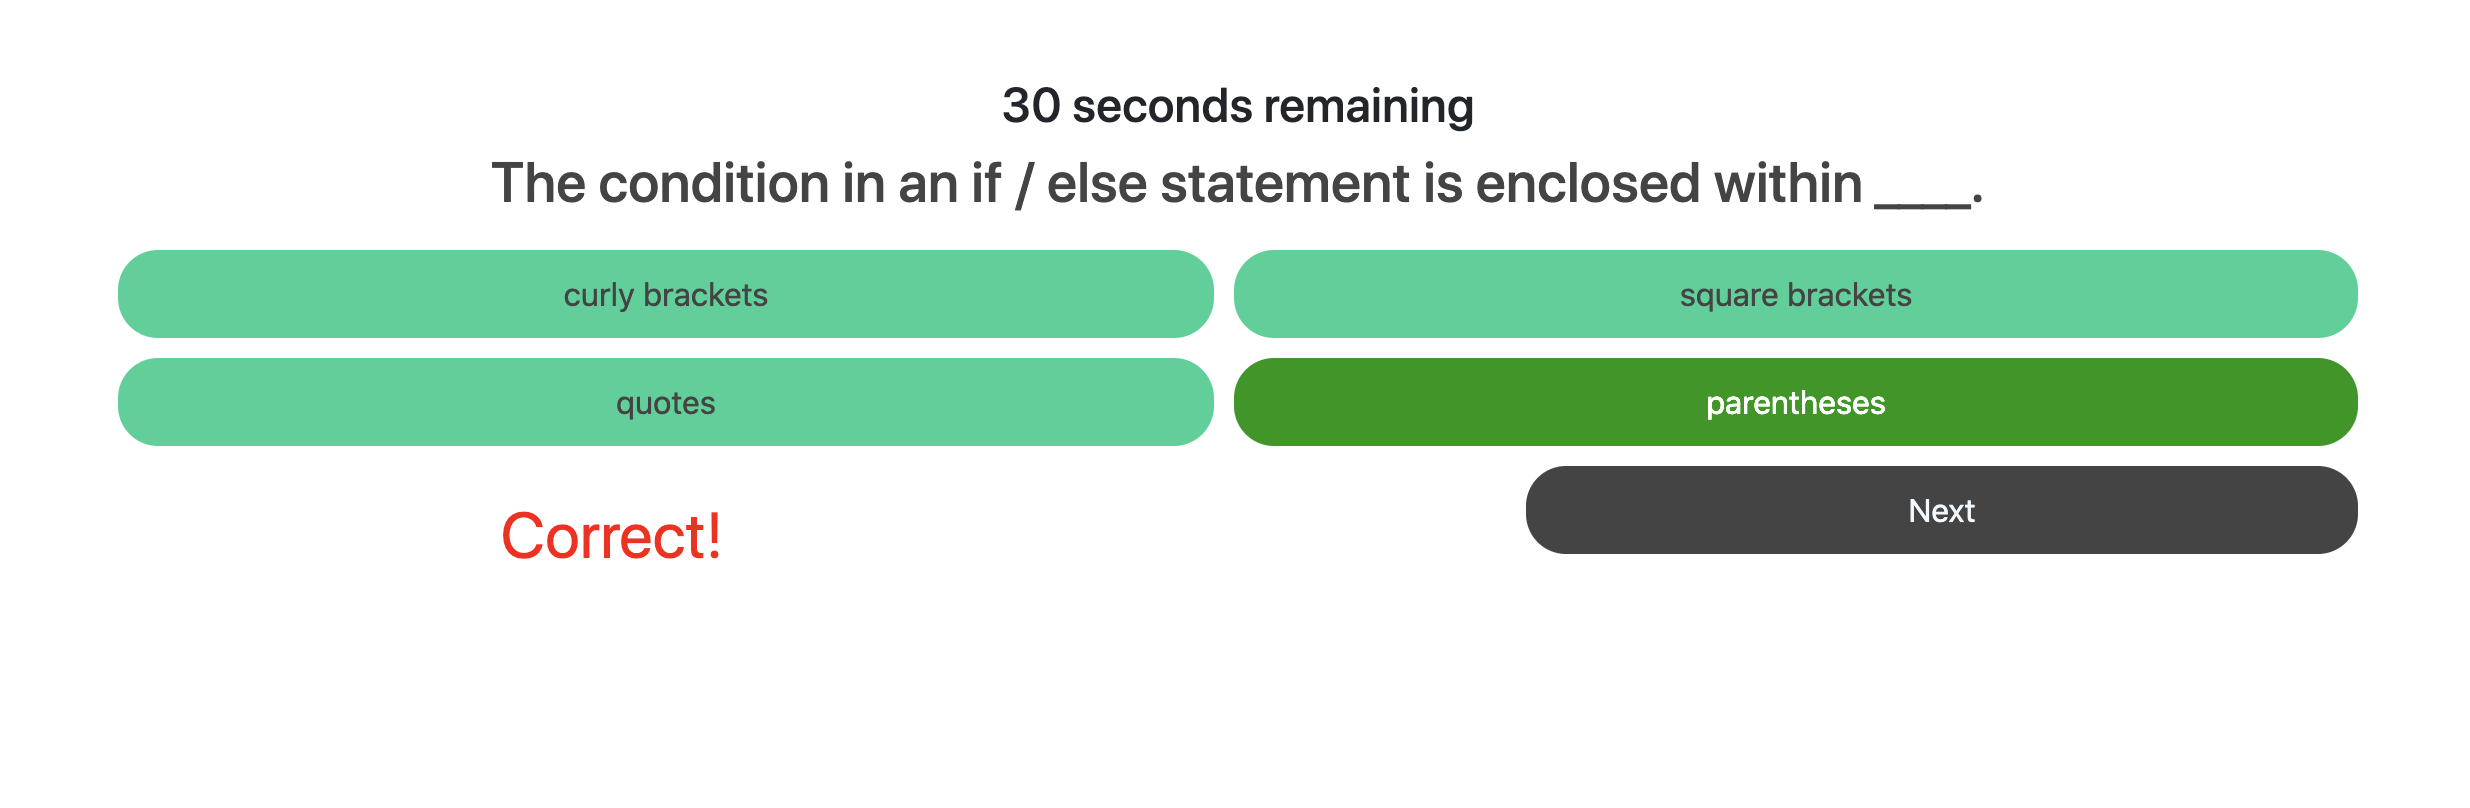 30 seconds remaining
The condition in an if / else statement is enclosed within ____.
curly brackets
square brackets
quotes
parentheses
Next
Correct!